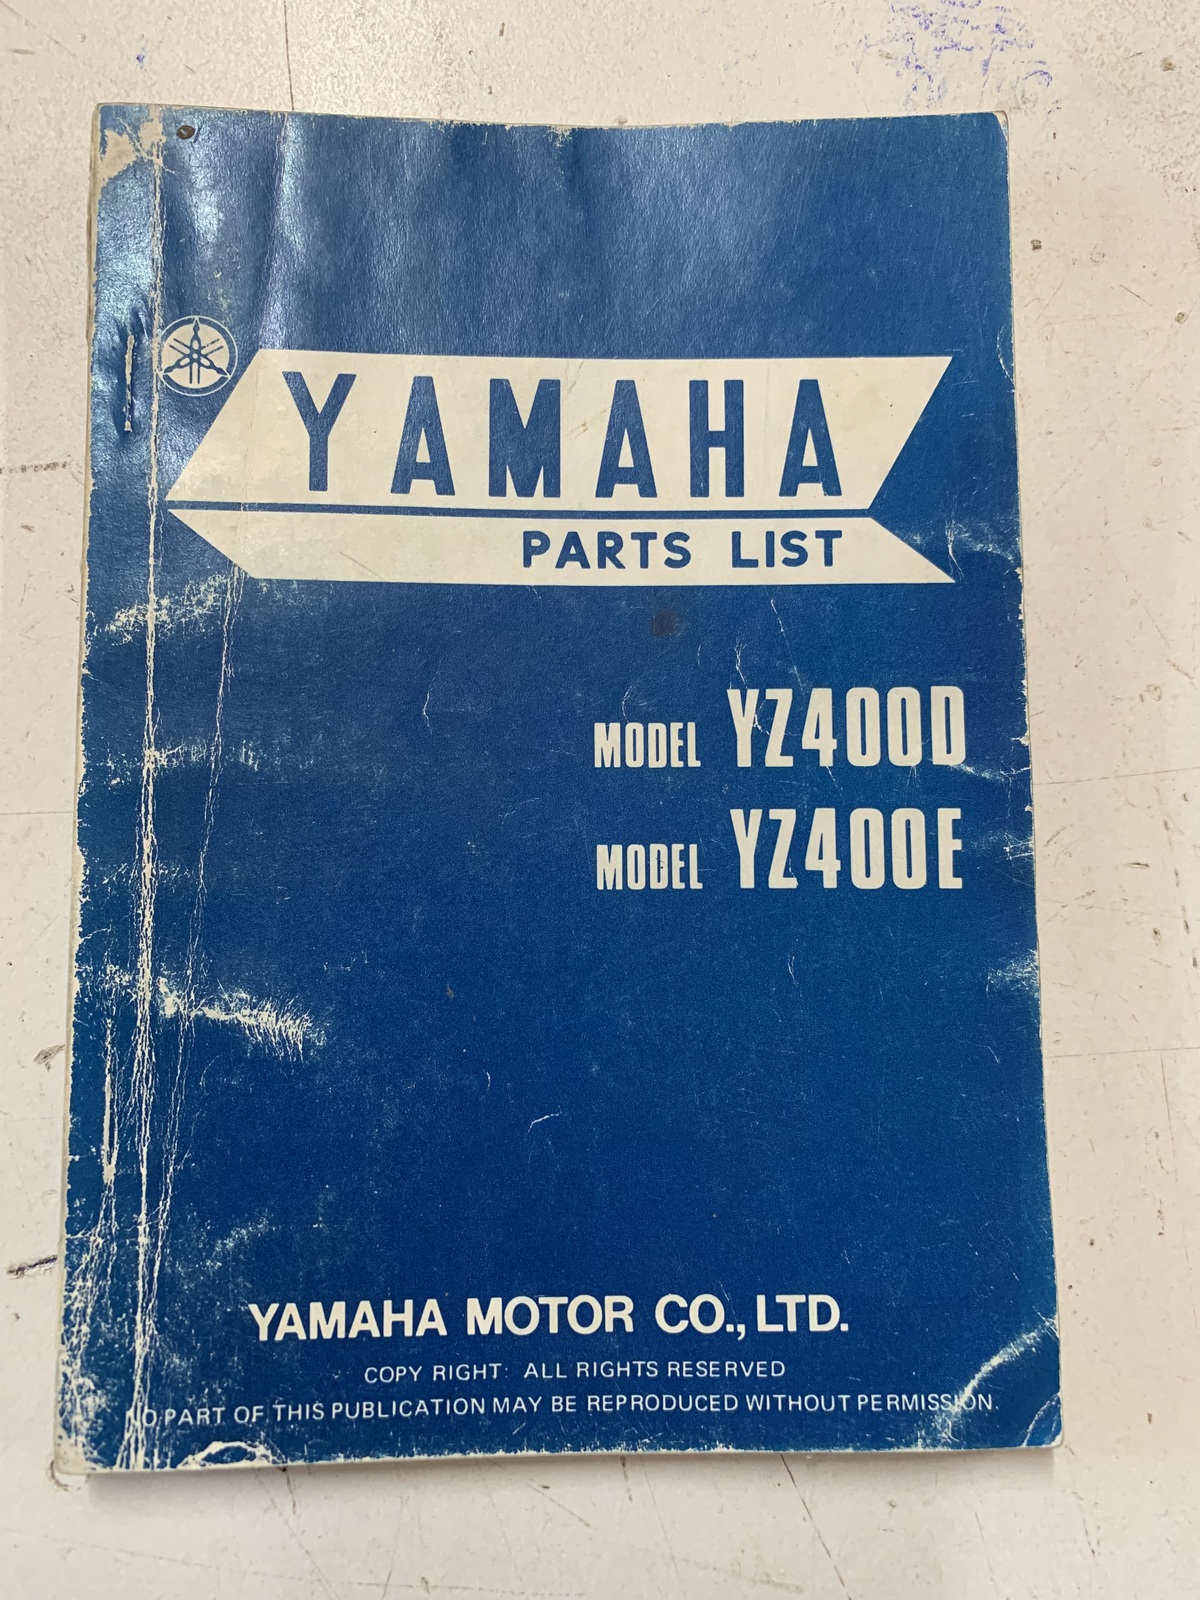 YAMAHA
PARTS LIST
MODEL YZ400D
MODEL YZ400E
YAMAHA MOTOR CO., LTD.
COPY RIGHT: ALL RIGHTS RESERVED
NO PART OF THIS PUBLICATION MAY BE REPRODUCED WITHOUT PERMISSION.